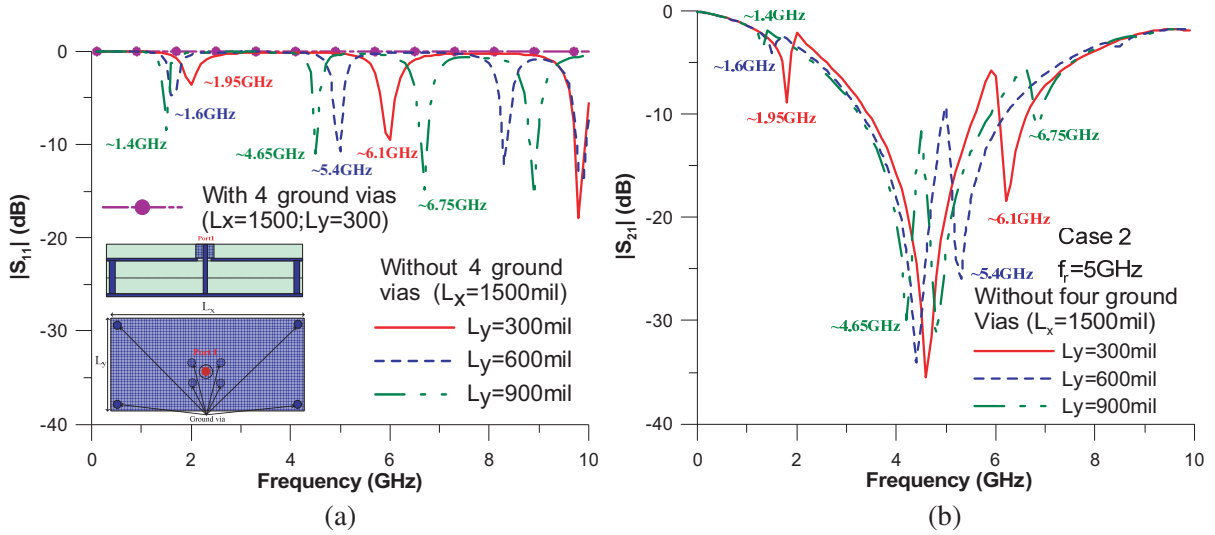 0
-10
-20
-30
-40
|S11| (dB)
0 2 4 6 8 10
Frequency (GHz)
(a)
~1.95GHz
~1.6GHz
~1.4GHz
~4.65GHz
~5.4GHz
~6.1GHz
~6.75GHz
With 4 ground vias
(Lx=1500;Ly=300)
Port1
Lx
Ly
Port1
Ground via
Without 4 ground
vias (Lx=1500mil)
Ly=300mil
Ly=600mil
Ly=900mil
0
-10
-20
-30
-40
|S21| (dB)
0 2 4 6 8 10
Frequency (GHz)
(b)
~1.4GHz
~1.6GHz
~1.95GHz
~6.75GHz
~6.1GHz
~5.4GHz
~4.65GHz
Case 2
fr=5GHz
Without four ground
Vias (Lx=1500mil)
Ly=300mil
Ly=600mil
Ly=900mil